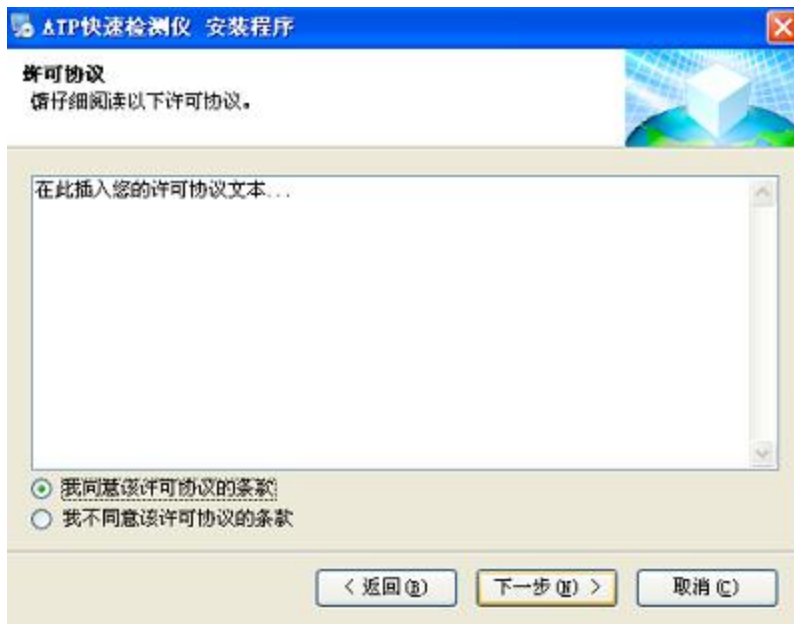 ATP快速检测仪 安装程序
许可协议
请仔细阅读以下许可协议。
在此插入您的许可协议文本...
我同意该许可协议的条款
我不同意该许可协议的条款
< 返回(B)
下一步(N) >
取消(C)